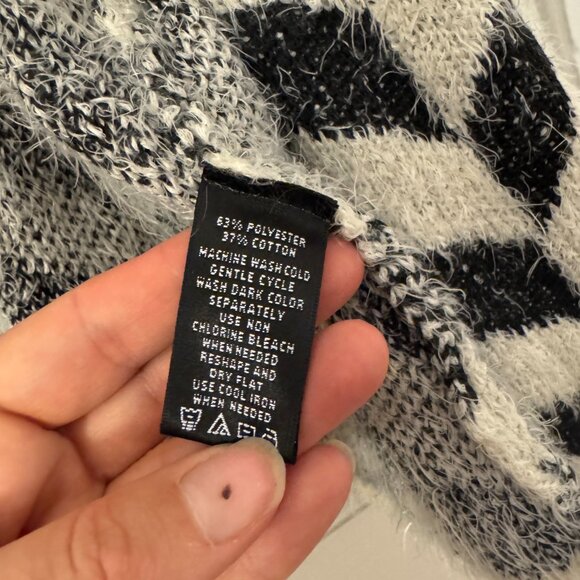 63% POLYESTER
37% COTTON
MACHINE WASH COLD
GENTLE CYCLE
WASH DARK COLOR
SEPARATELY
USE NON
CHLORINE BLEACH
WHEN NEEDED
RESHAPE AND
DRY FLAT
USE COOL IRON
WHEN NEEDED